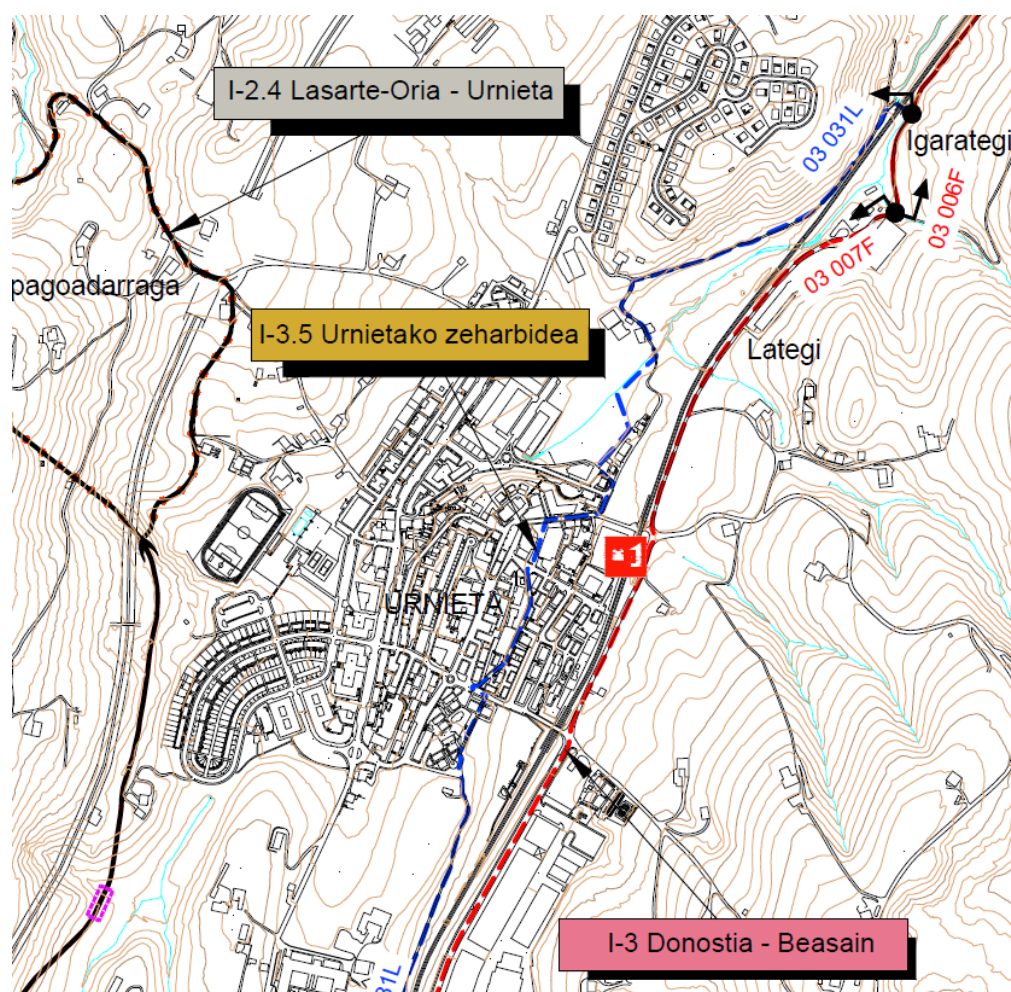 I-2.4 Lasarte-Oria - Urnieta
03 031L
Igarategi
03 006F
03 007F
pagoadarraga
I-3.5 Urnietako zeharbidea
Lategi
URNIETA
I-3 Donostia - Beasain
31L